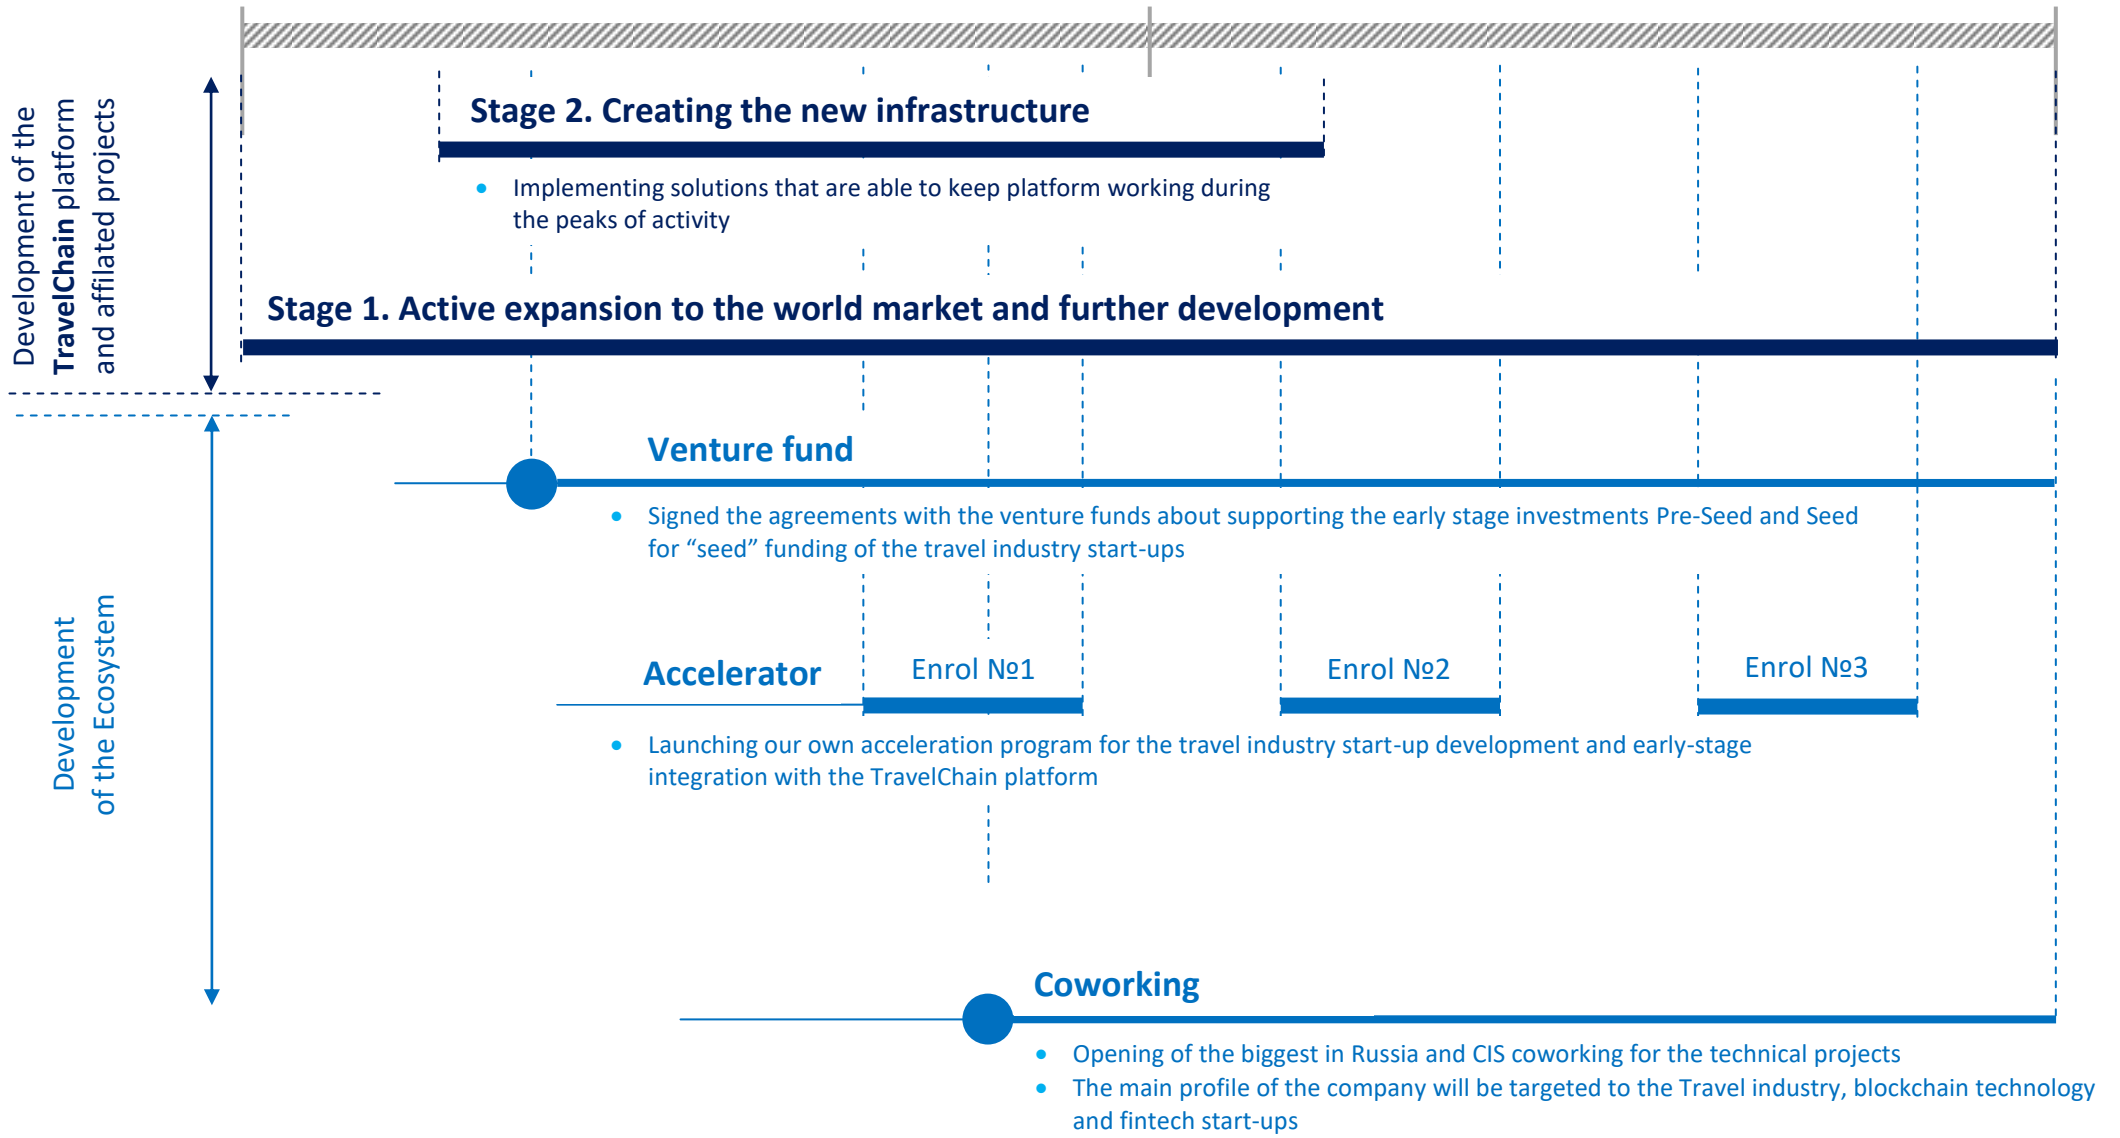 Development of the
TravelChain platform
and affilated projects
Stage 2. Creating the new infrastructure
• Implementing solutions that are able to keep platform working during
the peaks of activity
Stage 1. Active expansion to the world market and further development
Development
of the Ecosystem
Venture fund
• Signed the agreements with the venture funds about supporting the early stage investments Pre-Seed and Seed
for “seed” funding of the travel industry start-ups
Accelerator
Enrol №1
Enrol №2
Enrol №3
• Launching our own acceleration program for the travel industry start-up development and early-stage
integration with the TravelChain platform
Coworking
• Opening of the biggest in Russia and CIS coworking for the technical projects
• The main profile of the company will be targeted to the Travel industry, blockchain technology
and fintech start-ups